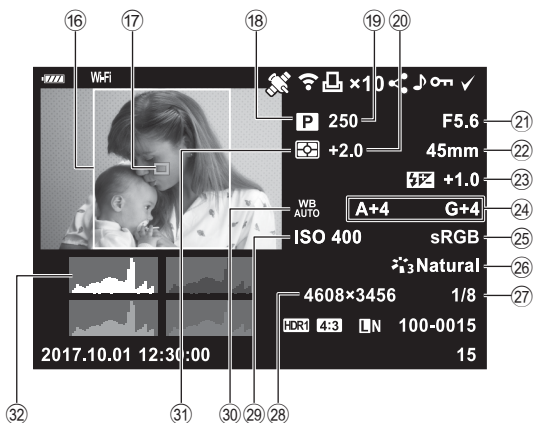 ⑯ ⑰ ⑱ ⑲ ⑳
Wi-Fi ×10
P 250 F5.6 ㉑
+2.0 45mm ㉒
+1.0 ㉓
WB AUTO A+4 G+4 ㉔
ISO 400 sRGB ㉕
3 Natural ㉖
4608×3456 1/8 ㉗
HDR1 4:3 LN 100-0015
2017.10.01 12:30:00 15
㉜ ㉛ ㉚ ㉙ ㉘